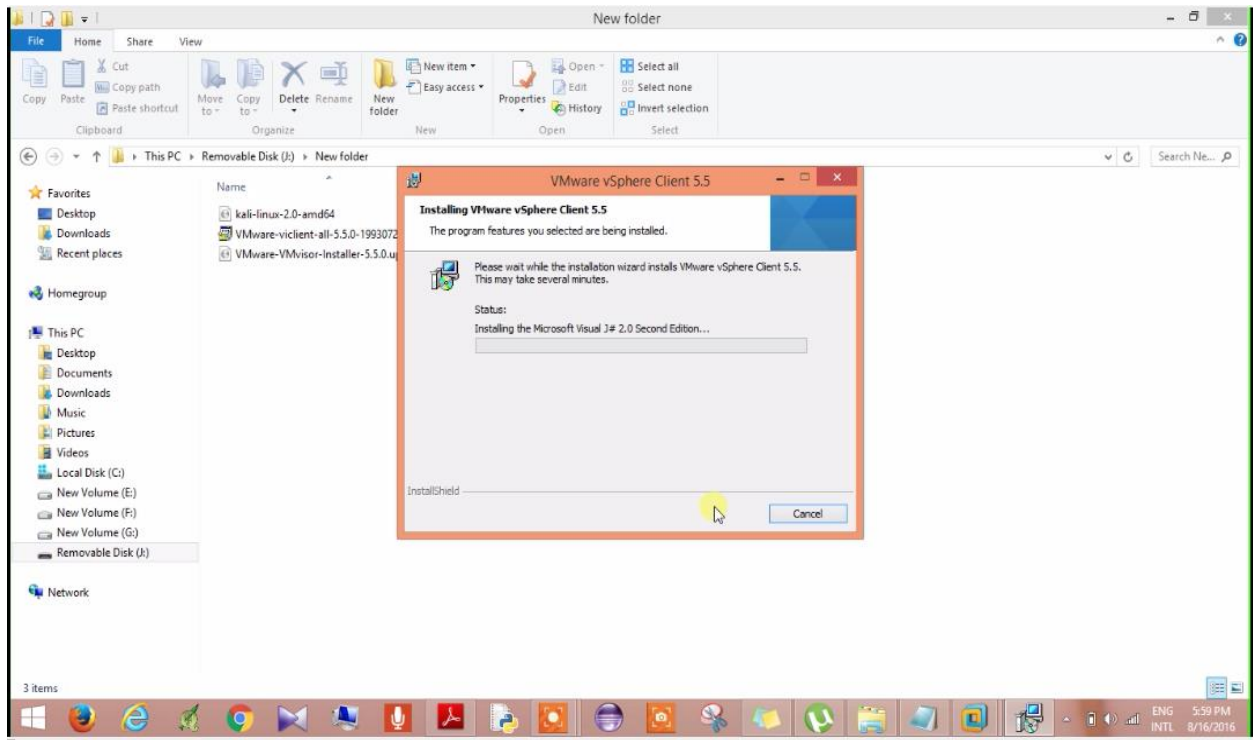 New folder
File Home Share View
Cut
Copy path
Paste shortcut
Copy Paste
Clipboard
Move to Copy to Delete Rename
Organize
New folder
New item
Easy access
New
Properties
Open
Edit
History
Open
Select all
Select none
Invert selection
Select
This PC Removable Disk (J:) New folder
Search Ne...
Favorites
Desktop
Downloads
Recent places
Homegroup
This PC
Desktop
Documents
Downloads
Music
Pictures
Videos
Local Disk (C:)
New Volume (E:)
New Volume (F:)
New Volume (G:)
Removable Disk (J:)
Network
Name
kali-linux-2.0-amd64
VMware-viclient-all-5.5.0-1993072
VMware-VMvisor-Installer-5.5.0.u
VMware vSphere Client 5.5
Installing VMware vSphere Client 5.5
The program features you selected are being installed.
Please wait while the installation wizard installs VMware vSphere Client 5.5.
This may take several minutes.
Status:
Installing the Microsoft Visual J# 2.0 Second Edition...
InstallShield
Cancel
3 items
ENG 5:59 PM
INTL 8/16/2016